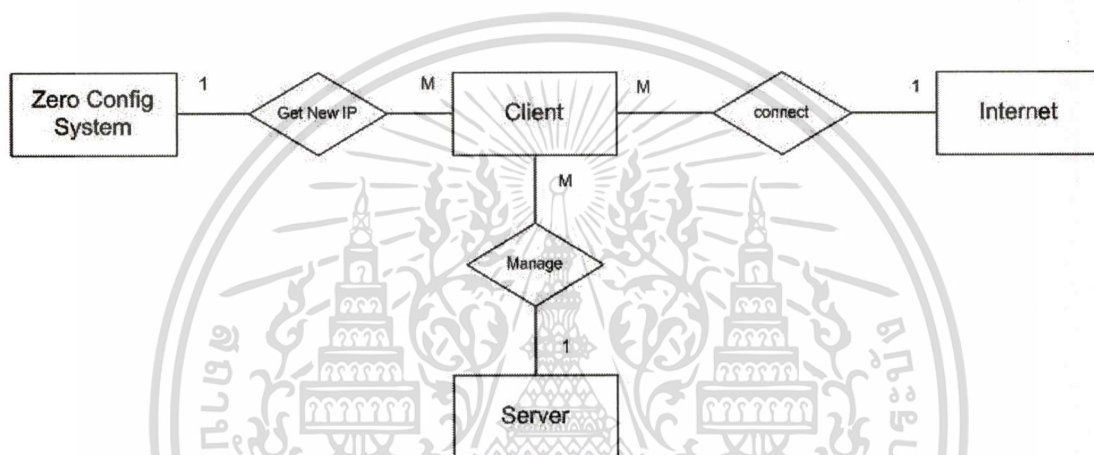 Zero Config
System
1
Get New IP
M
Client
M
connect
1
Internet
M
Manage
1
Server